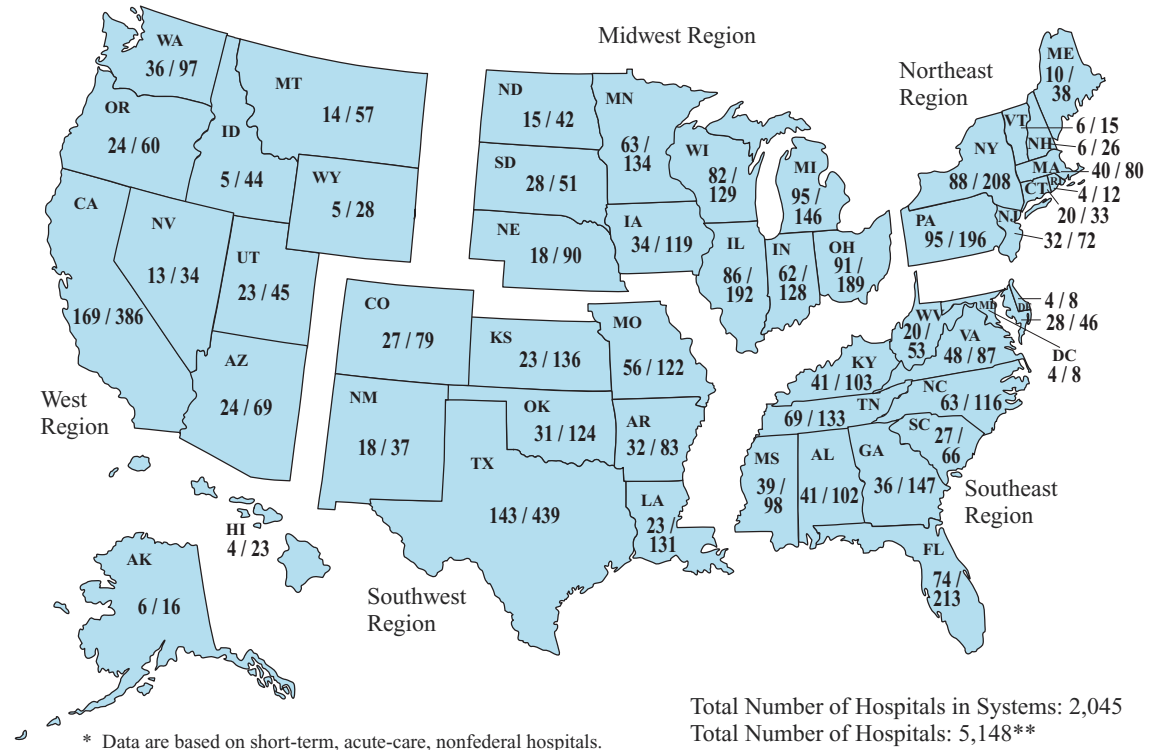 Midwest Region
Northeast
Region
WA
36 / 97
MT
14 / 57
OR
24 / 60
ID
5 / 44
WY
5 / 28
CA
169 / 386
NV
13 / 34
UT
23 / 45
AZ
24 / 69
West
Region
HI
4 / 23
AK
6 / 16
ND
15 / 42
SD
28 / 51
NE
18 / 90
MN
63 /
134
IA
34 / 119
WI
82 /
129
MI
95 /
146
IL
86 /
192
IN
62 /
128
OH
91 /
189
CO
27 / 79
KS
23 / 136
MO
56 / 122
NM
18 / 37
OK
31 / 124
AR
32 / 83
TX
143 / 439
LA
23 /
131
Southwest
Region
ME
10 /
38
VT
6 / 15
NH
6 / 26
NY
88 / 208
MA
40 / 80
RI
4 / 12
CT
20 / 33
NJ
32 / 72
PA
95 / 196
DE
4 / 8
MD
28 / 46
DC
4 / 8
WV
20 /
53
VA
48 / 87
KY
41 / 103
NC
63 / 116
TN
69 / 133
SC
27 /
66
MS
39 /
98
AL
41 / 102
GA
36 / 147
FL
74 /
213
Southeast
Region
Total Number of Hospitals in Systems: 2,045
Total Number of Hospitals: 5,148**
* Data are based on short-term, acute-care, nonfederal hospitals.